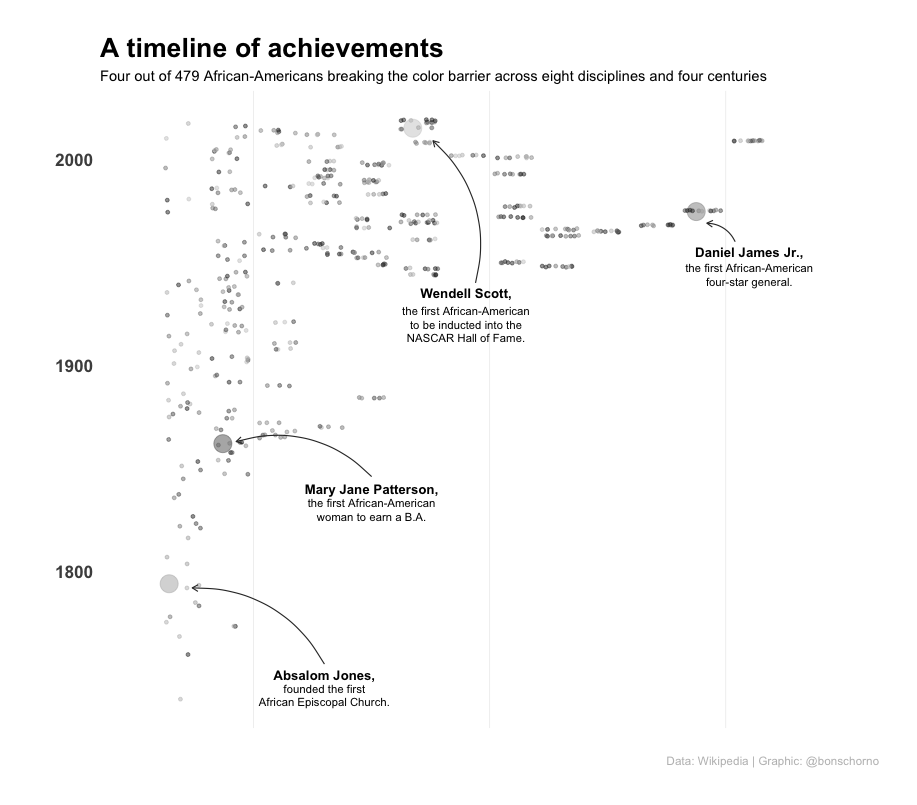 A timeline of achievements
Four out of 479 African-Americans breaking the color barrier across eight disciplines and four centuries
2000
Daniel James Jr.,
the first African-American
four-star general.
Wendell Scott,
the first African-American
to be inducted into the
NASCAR Hall of Fame.
1900
Mary Jane Patterson,
the first African-American
woman to earn a B.A.
1800
Absalom Jones,
founded the first
African Episcopal Church.
Data: Wikipedia | Graphic: @bonschorno